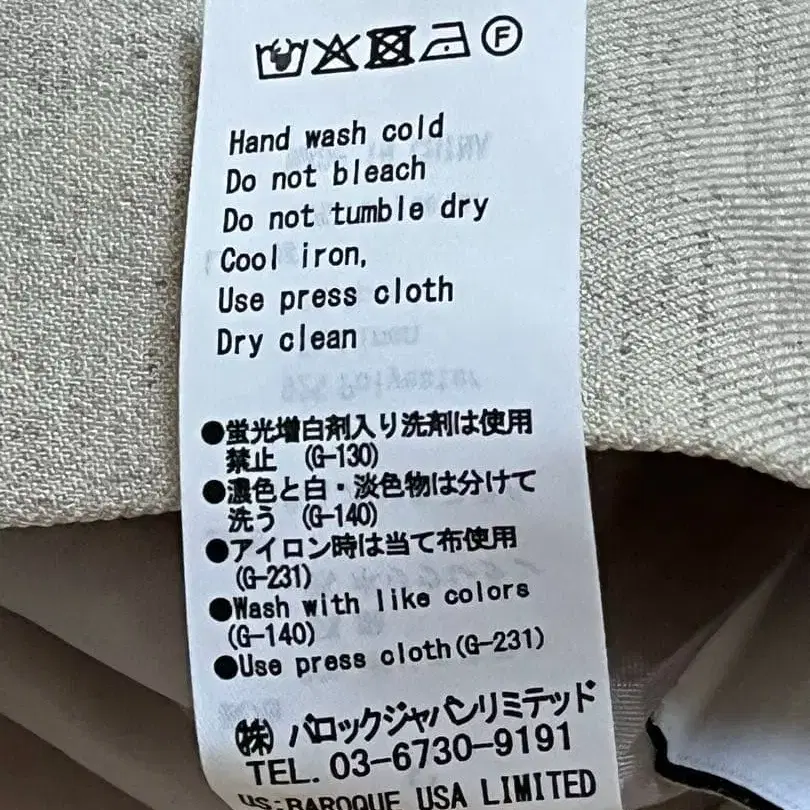 F
Hand wash cold
Do not bleach
Do not tumble dry
Cool iron,
Use press cloth
Dry clean
●蛍光増白剤入り洗剤は使用
禁止 (G-130)
●濃色と白・淡色物は分けて
洗う (G-140)
●アイロン時は当て布使用
(G-231)
●Wash with like colors
(G-140)
●Use press cloth(G-231)
(株) バロックジャパンリミテッド
TEL. 03-6730-9191
US:BAROQUE USA LIMITED